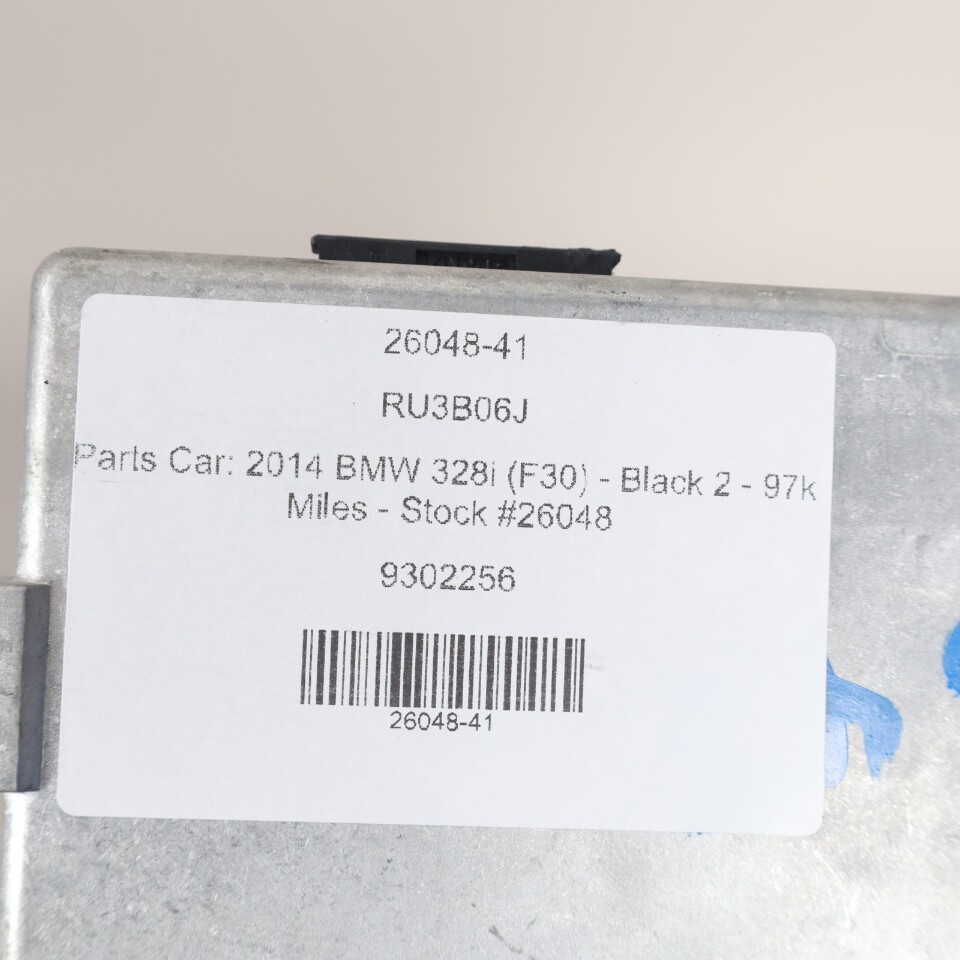 26048-41
RU3B06J
Parts Car: 2014 BMW 328i (F30) - Black 2 - 97k
Miles - Stock #26048
9302256
26048-41